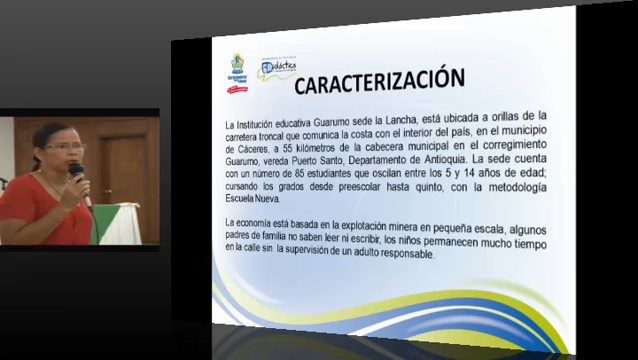 Didáctica
CARACTERIZACIÓN
La Institución educativa Guarumo sede la Lancha, está ubicada a orillas de la
carretera troncal que comunica la costa con el interior del país, en el municipio
de Cáceres, a 55 kilómetros de la cabecera municipal en el corregimiento
Guarumo, vereda Puerto Santo, Departamento de Antioquia. La sede cuenta
con un número de 85 estudiantes que oscilan entre los 5 y 14 años de edad;
cursando los grados desde preescolar hasta quinto, con la metodología
Escuela Nueva.
La economía está basada en la explotación minera en pequeña escala, algunos
padres de familia no saben leer ni escribir, los niños permanecen mucho tiempo
en la calle sin la supervisión de un adulto responsable.